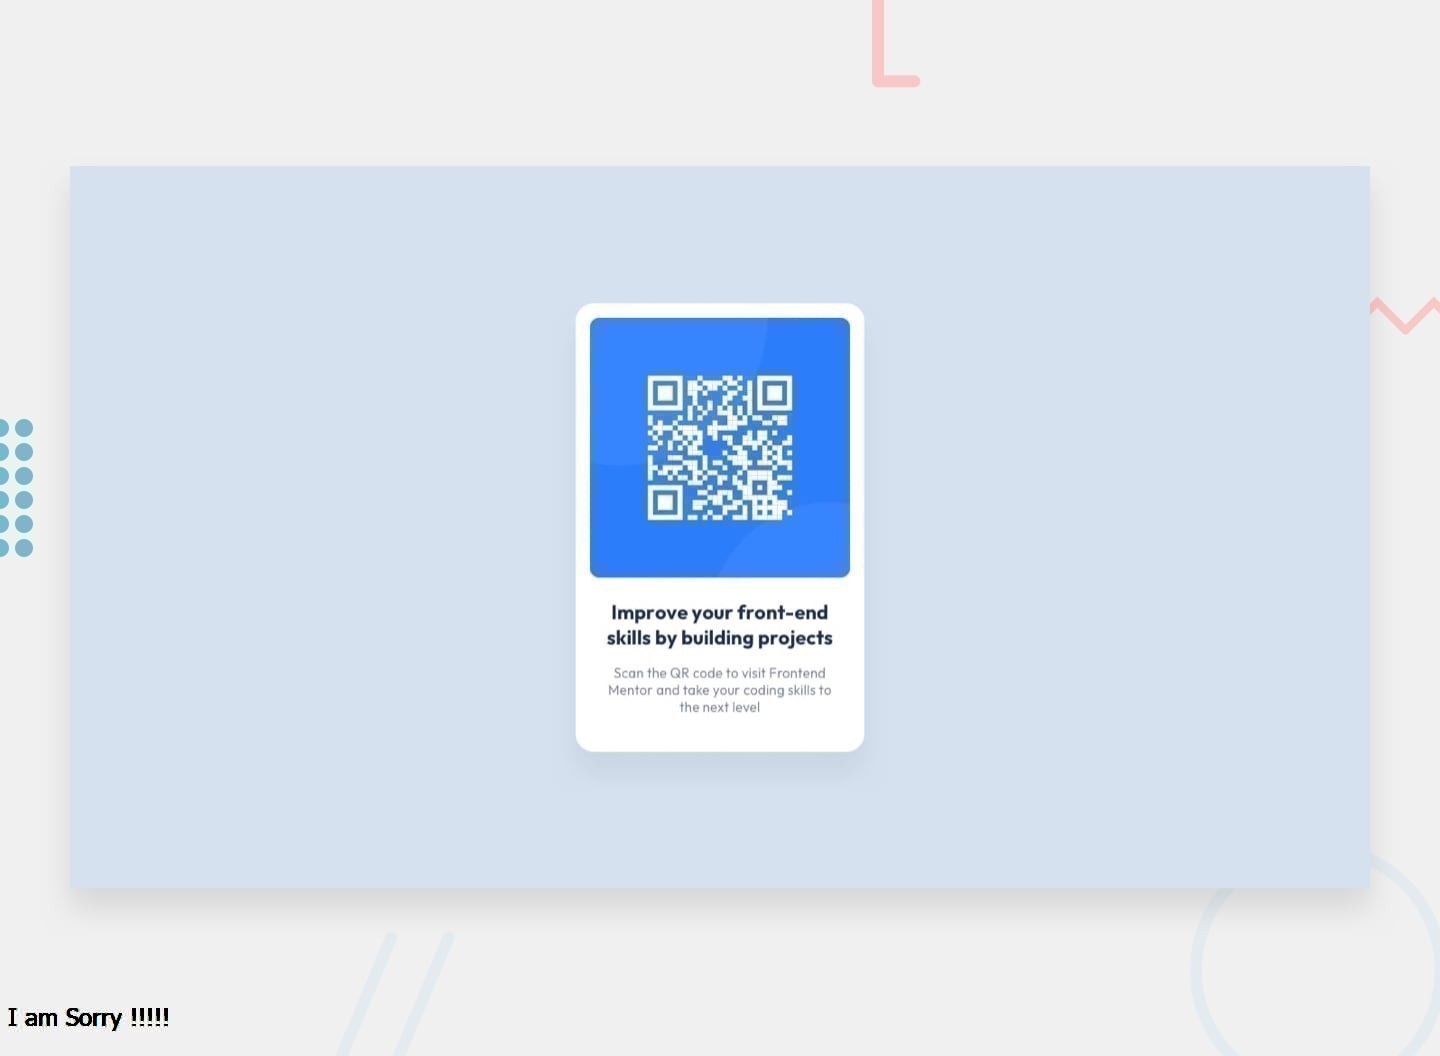 Improve your front-end
skills by building projects
Scan the QR code to visit Frontend
Mentor and take your coding skills to
the next level
I am Sorry !!!!!